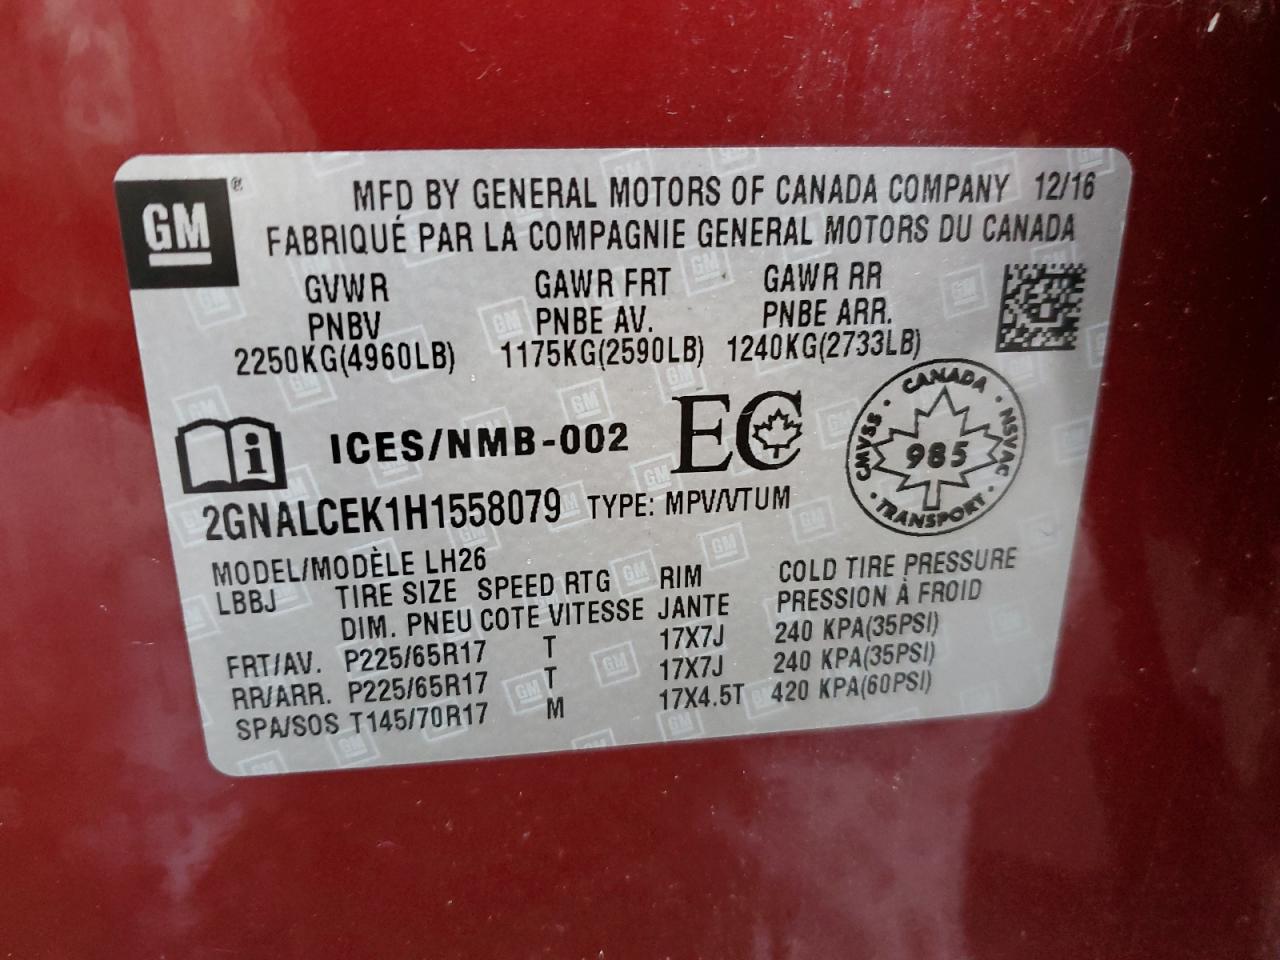 GM ® MFD BY GENERAL MOTORS OF CANADA COMPANY 12/16
FABRIQUÉ PAR LA COMPAGNIE GENERAL MOTORS DU CANADA
GVWR GAWR FRT GAWR RR
PNBV PNBE AV. PNBE ARR.
2250KG(4960LB) 1175KG(2590LB) 1240KG(2733LB)
i ICES/NMB-002 EC
CANADA
CMVSS 985 NSVAC
TRANSPORT
2GNALCEK1H1558079 TYPE: MPV/VTUM
MODEL/MODÈLE LH26
LBBJ TIRE SIZE SPEED RTG RIM COLD TIRE PRESSURE
DIM. PNEU COTE VITESSE JANTE PRESSION À FROID
FRT/AV. P225/65R17 T 17X7J 240 KPA(35PSI)
RR/ARR. P225/65R17 T 17X7J 240 KPA(35PSI)
SPA/SOS T145/70R17 M 17X4.5T 420 KPA(60PSI)